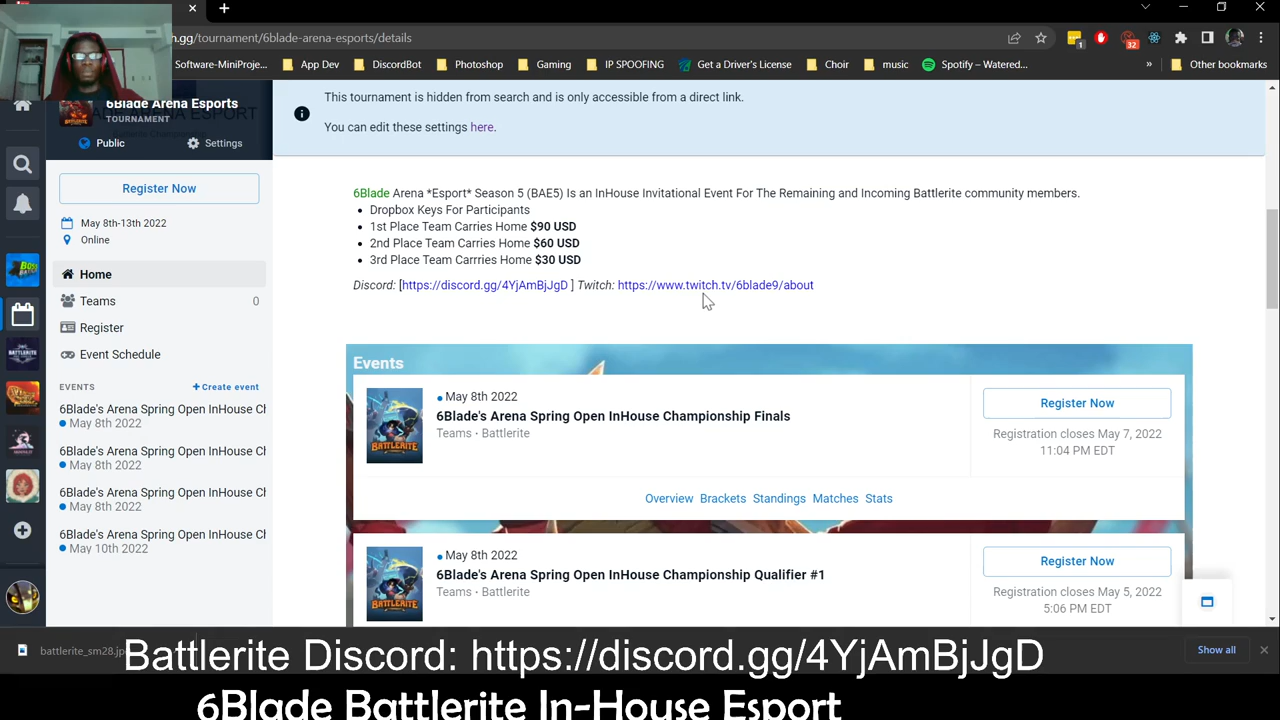 n.gg/tournament/6blade-arena-esports/details
1
32
Software-MiniProje...
App Dev
DiscordBot
Photoshop
Gaming
IP SPOOFING
Get a Driver's License
Choir
music
Spotify – Watered...
»
Other bookmarks
6Blade Arena Esports
TOURNAMENT
Public
Settings
Register Now
May 8th-13th 2022
Online
Home
Teams 0
Register
Event Schedule
EVENTS
+Create event
6Blade's Arena Spring Open InHouse Ch
May 8th 2022
6Blade's Arena Spring Open InHouse Ch
May 8th 2022
6Blade's Arena Spring Open InHouse Ch
May 8th 2022
6Blade's Arena Spring Open InHouse Ch
May 10th 2022
This tournament is hidden from search and is only accessible from a direct link.
You can edit these settings here.
6Blade Arena *Esport* Season 5 (BAE5) Is an InHouse Invitational Event For The Remaining and Incoming Battlerite community members.
• Dropbox Keys For Participants
• 1st Place Team Carries Home $90 USD
• 2nd Place Team Carries Home $60 USD
• 3rd Place Team Carrries Home $30 USD
Discord: [https://discord.gg/4YjAmBjJgD ] Twitch: https://www.twitch.tv/6blade9/about
Events
BATTLERITE
May 8th 2022
6Blade's Arena Spring Open InHouse Championship Finals
Teams • Battlerite
Register Now
Registration closes May 7, 2022
11:04 PM EDT
Overview Brackets Standings Matches Stats
BATTLERITE
May 8th 2022
6Blade's Arena Spring Open InHouse Championship Qualifier #1
Teams • Battlerite
Register Now
Registration closes May 5, 2022
5:06 PM EDT
battlerite_sm28.jp
Show all
Battlerite Discord: https://discord.gg/4YjAmBjJgD
6Blade Battlerite In-House Esport